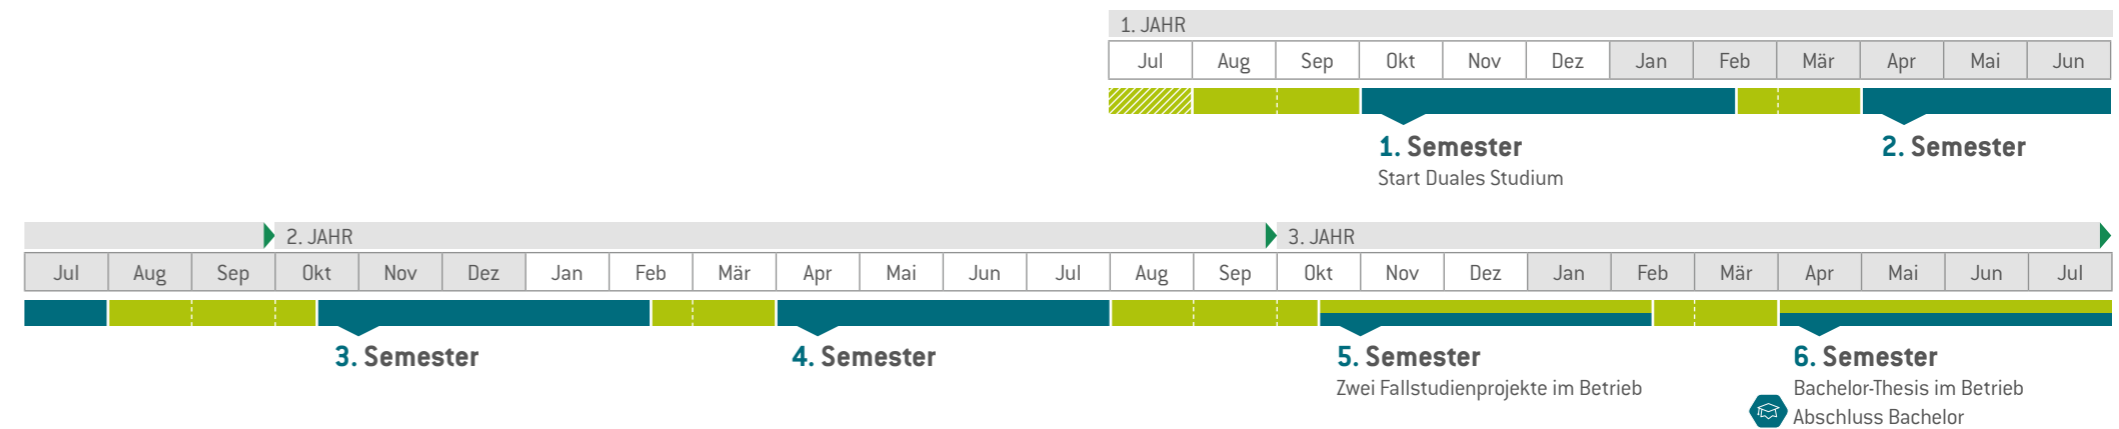 1. JAHR
Jul Aug Sep Okt Nov Dez Jan Feb Mär Apr Mai Jun
1. Semester 2. Semester
Start Duales Studium
2. JAHR 3. JAHR
Jul Aug Sep Okt Nov Dez Jan Feb Mär Apr Mai Jun Jul Aug Sep Okt Nov Dez Jan Feb Mär Apr Mai Jun Jul
3. Semester 4. Semester 5. Semester 6. Semester
Zwei Fallstudienprojekte im Betrieb Bachelor-Thesis im Betrieb
Abschluss Bachelor